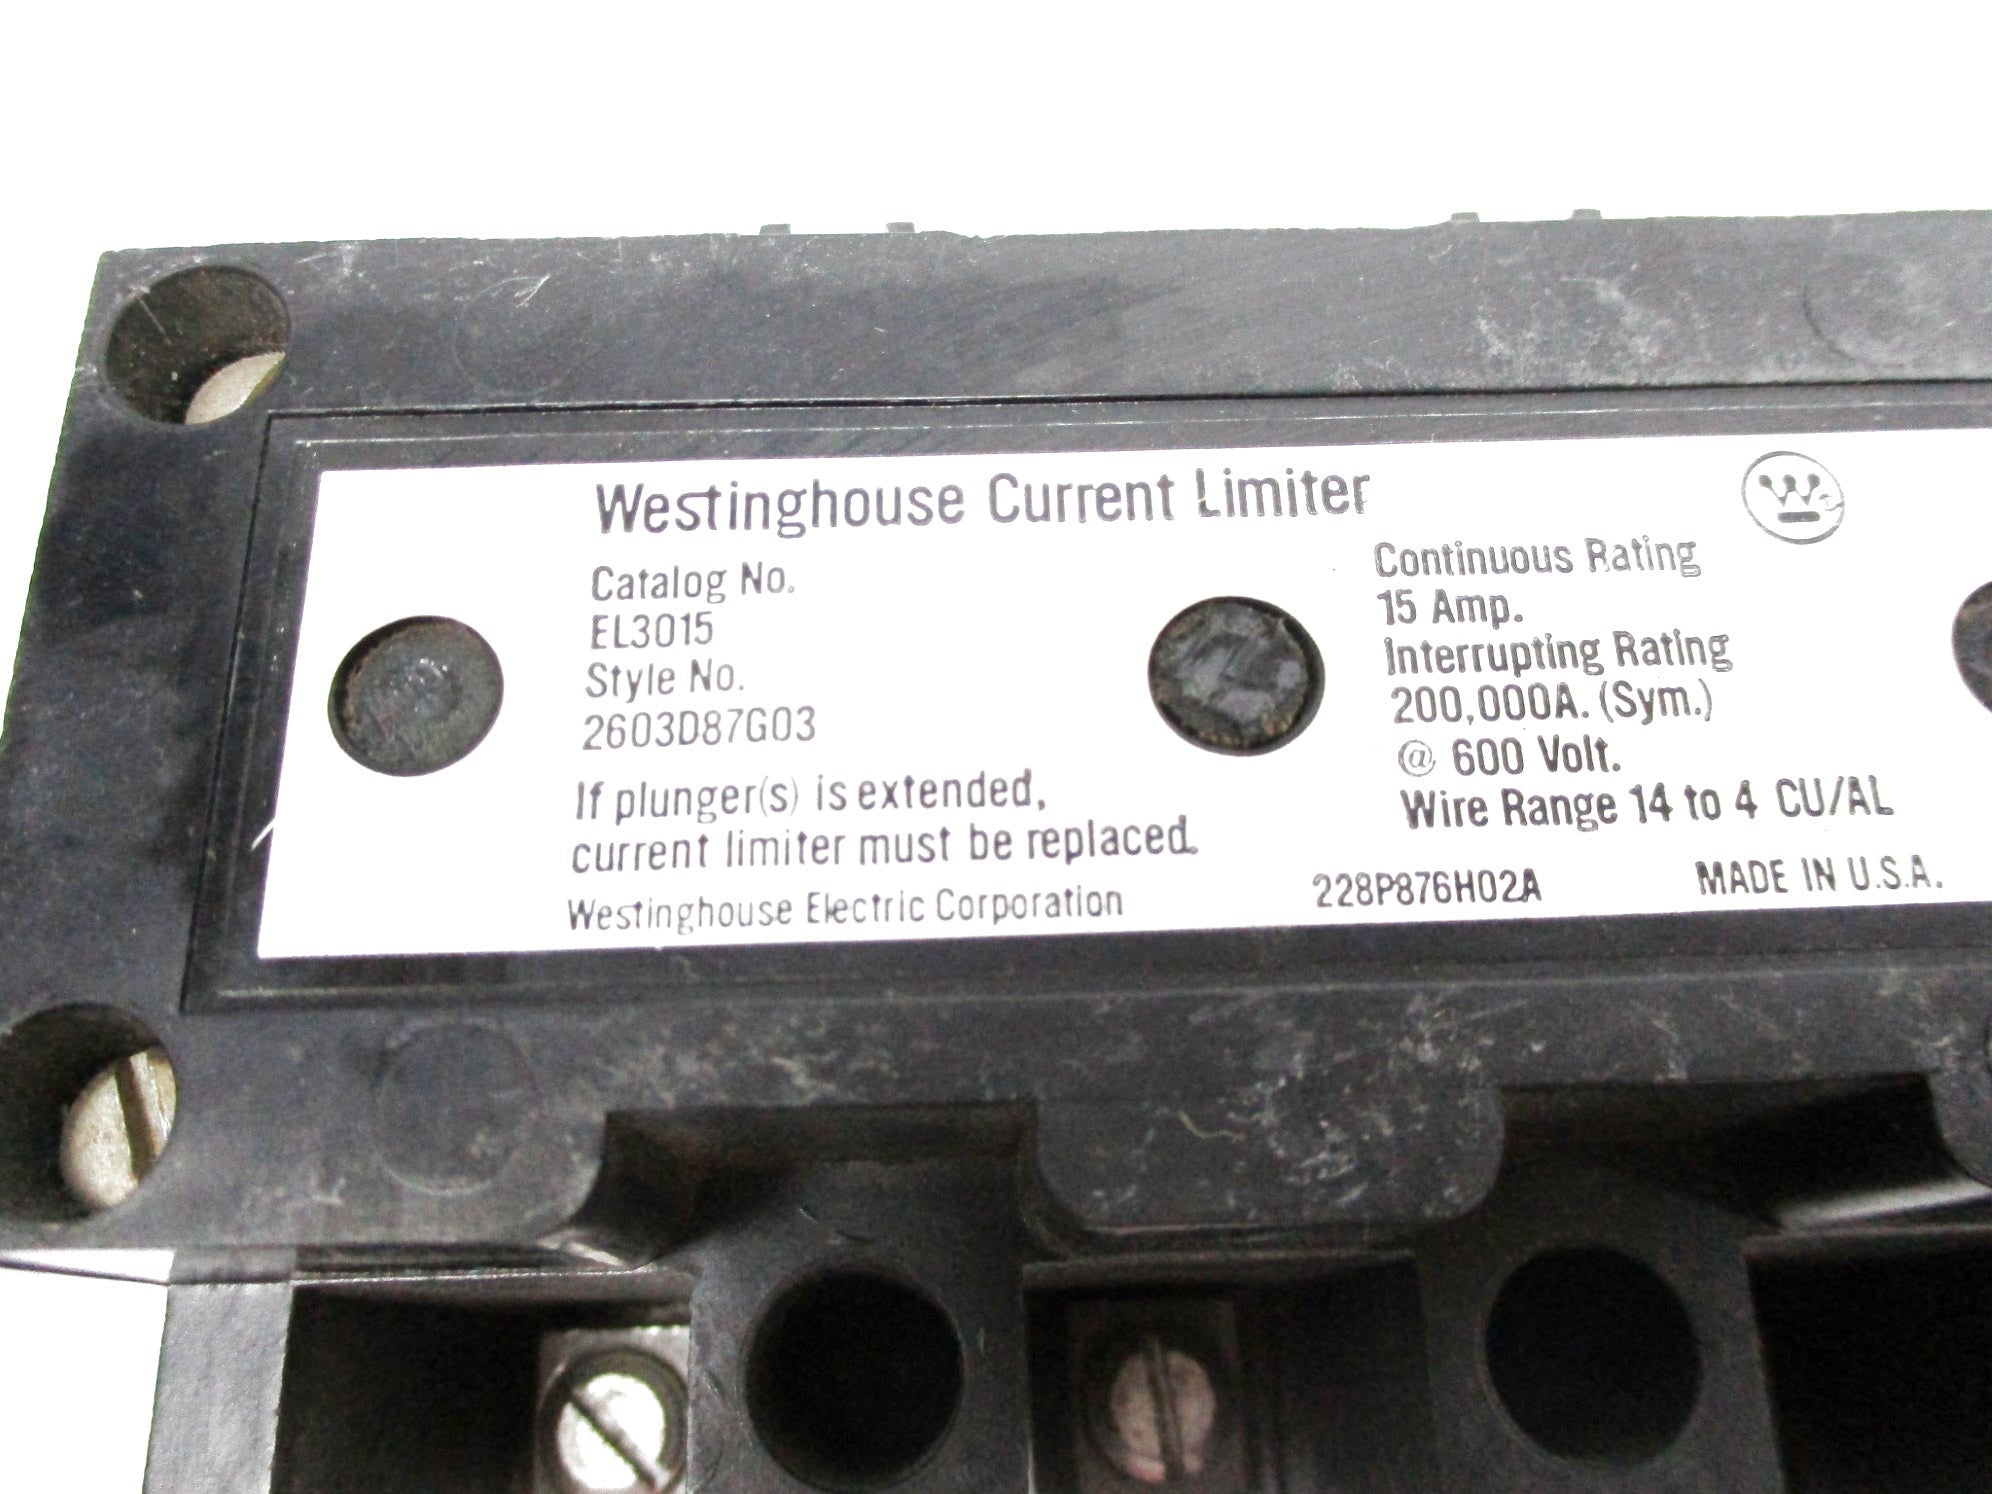 Westinghouse Current Limiter
W
Catalog No.
EL3015
Style No.
2603D87G03
If plunger(s) is extended,
current limiter must be replaced.
Westinghouse Electric Corporation
Continuous Rating
15 Amp.
Interrupting Rating
200,000A. (Sym.)
@ 600 Volt.
Wire Range 14 to 4 CU/AL
228P876H02A
MADE IN U.S.A.